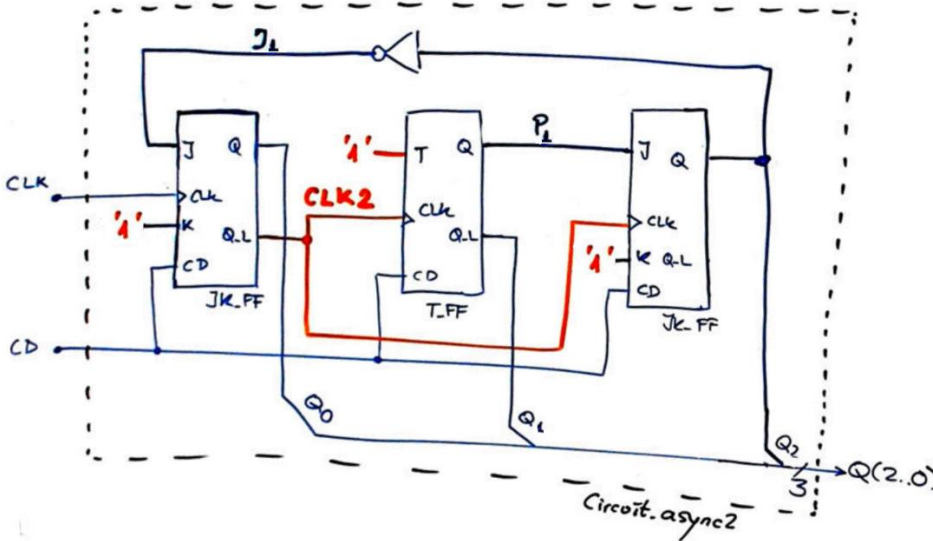 J1
P1
J Q
'1' T Q
J Q
CLK
CLK
CLK2
CLK
CLK
'1' K
Q_L
Q_L
'1' K Q_L
CD
CD
CD
JK_FF
T_FF
JK_FF
CD
Q0
Q1
Q2
3
Q(2..0)
Circoit_async2